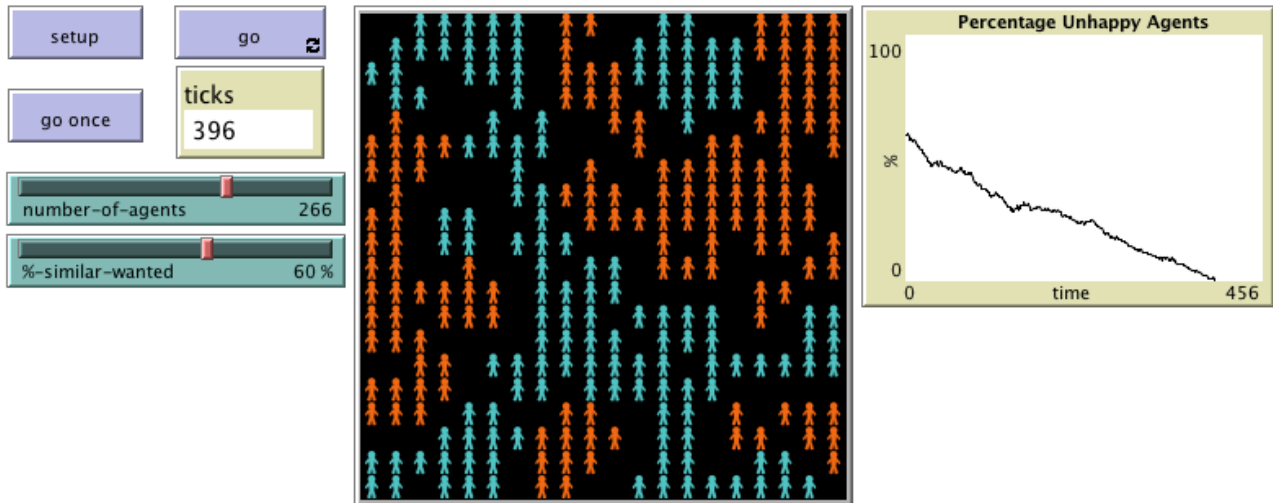 setup
go
go once
ticks
396
number-of-agents 266
%-similar-wanted 60 %
Percentage Unhappy Agents
100
%
0
0 time 456